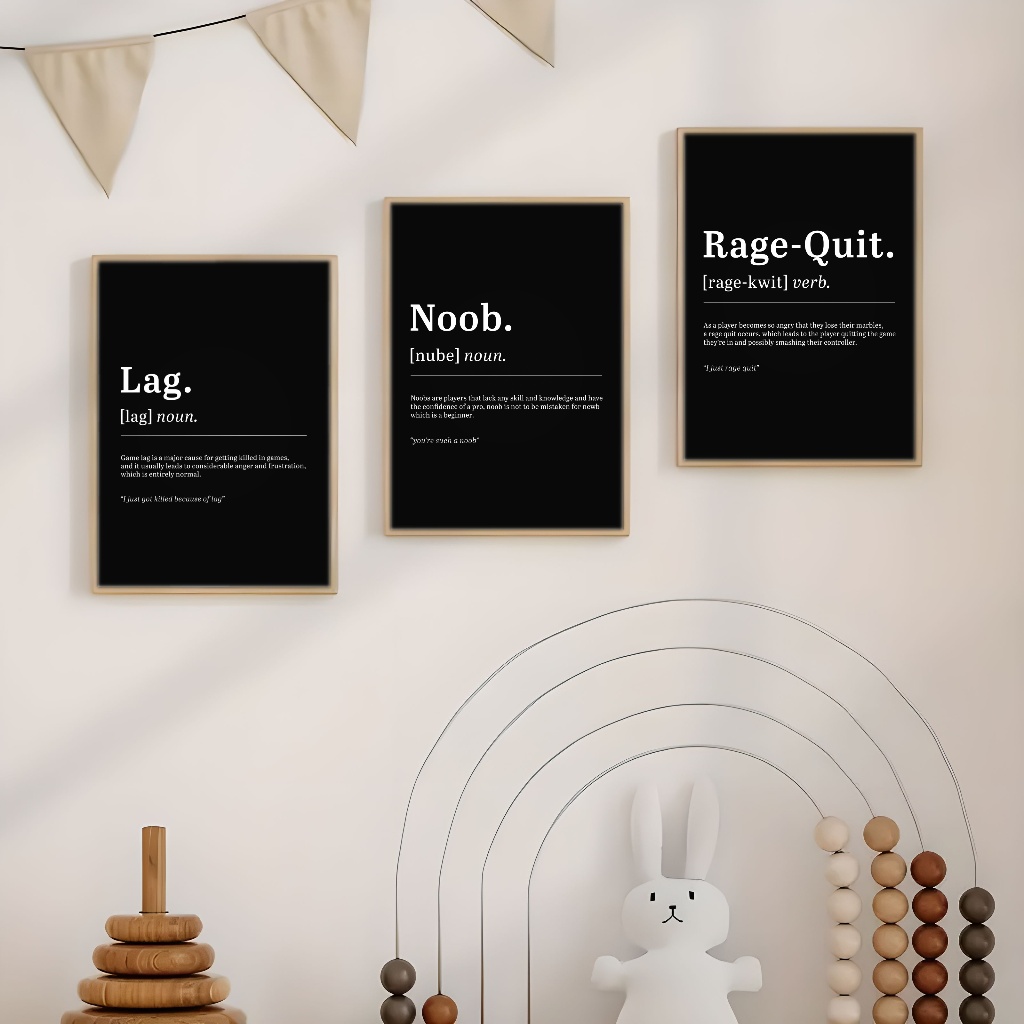 Lag.
[lag] noun.
Game lag is a major cause for getting killed in games,
and it usually leads to considerable anger and frustration,
which is entirely normal.
"I just got killed because of lag"
Noob.
[nube] noun.
Noobs are players that lack any skill and knowledge and have
the confidence of a pro, noob is not to be mistaken for newb
which is a beginner.
"you're such a noob"
Rage-Quit.
[rage-kwit] verb.
As a player becomes so angry that they lose their marbles,
a rege quit occurs, which leads to the player quitting the game
they're in and possibly smashing their controller.
"I just rage quit"